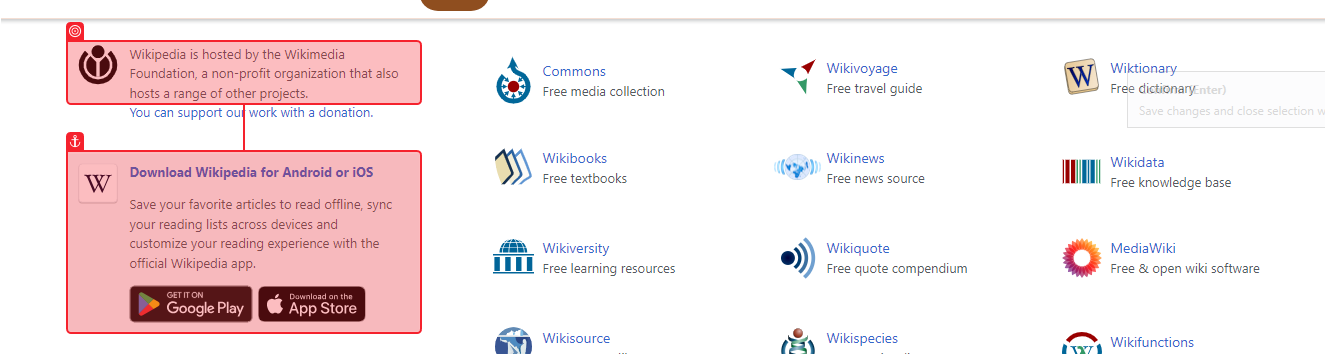 Wikipedia is hosted by the Wikimedia
Foundation, a non-profit organization that also
hosts a range of other projects.
You can support our work with a donation.
W
Download Wikipedia for Android or iOS
Save your favorite articles to read offline, sync
your reading lists across devices and
customize your reading experience with the
official Wikipedia app.
GET IT ON
Google Play
Download on the
App Store
Commons
Free media collection
Wikivoyage
Free travel guide
W
Wiktionary
Free dictionary
Enter)
Save changes and close selection
Wikibooks
Free textbooks
Wikinews
Free news source
Wikidata
Free knowledge base
Wikiversity
Free learning resources
Wikiquote
Free quote compendium
MediaWiki
Free & open wiki software
Wikisource
Wikispecies
Wikifunctions